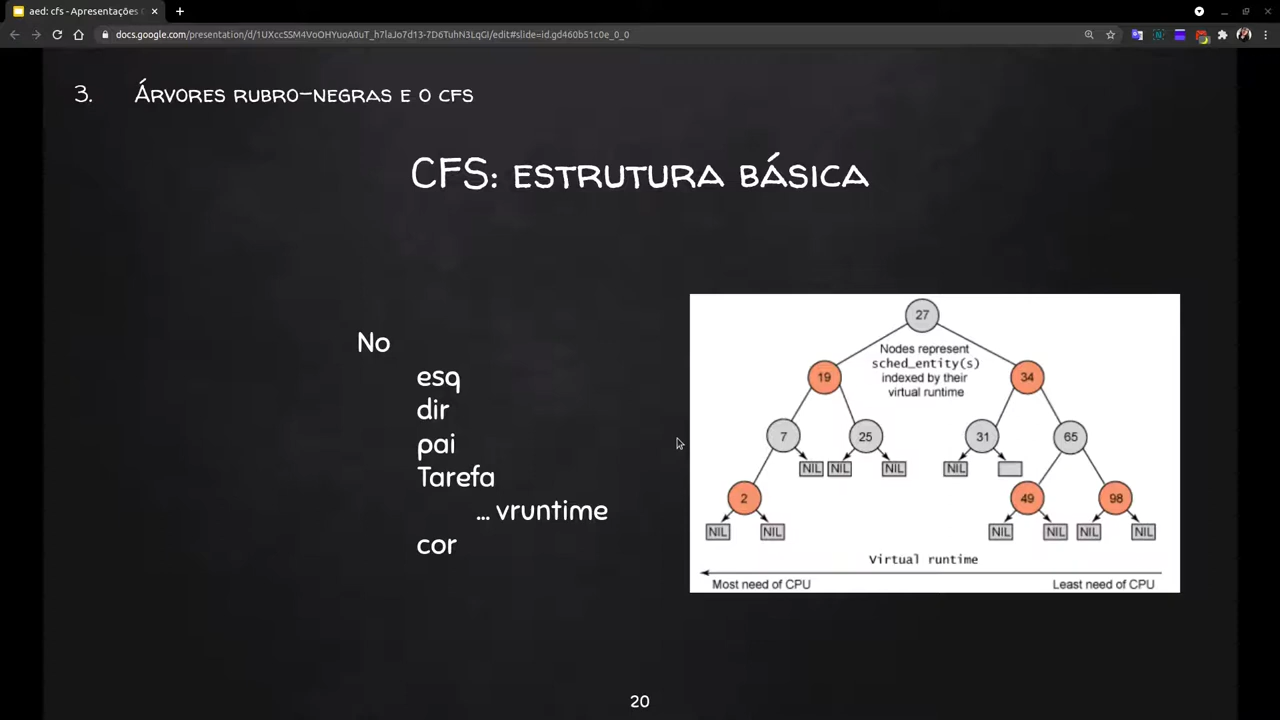 aed: cfs - Apresentações
docs.google.com/presentation/d/1UXccSSM4VoOHYuoA0uT_h7laJo7d13-7D6TuhN3LqGI/edit#slide=id.gd460b51c0e_0_0
3. Árvores rubro-negras e o cfs
CFS: estrutura básica
No
esq
dir
pai
Tarefa
... vruntime
cor
27
Nodes represent
sched_entity(s)
indexed by their
virtual runtime
19
34
7
25
31
65
NIL NIL NIL NIL
2
49
98
NIL NIL NIL NIL NIL NIL
Virtual runtime
Most need of CPU
Least need of CPU
20